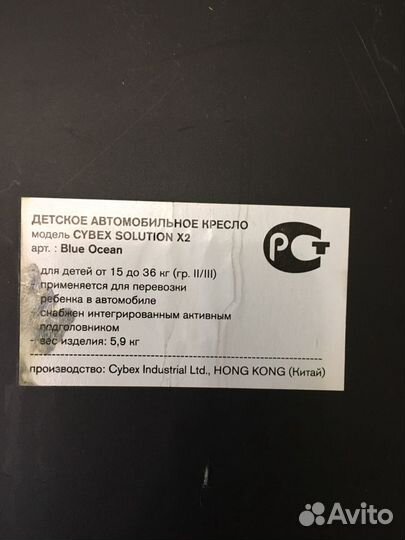 ДЕТСКОЕ АВТОМОБИЛЬНОЕ КРЕСЛО
модель CYBEX SOLUTION X2
арт. : Blue Ocean
- для детей от 15 до 36 кг (гр. II/III)
- применяется для перевозки
ребенка в автомобиле
- снабжен интегрированным активным
подголовником
- вес изделия: 5,9 кг
производство: Cybex Industrial Ltd., HONG KONG (Китай)
РСТ
Avito